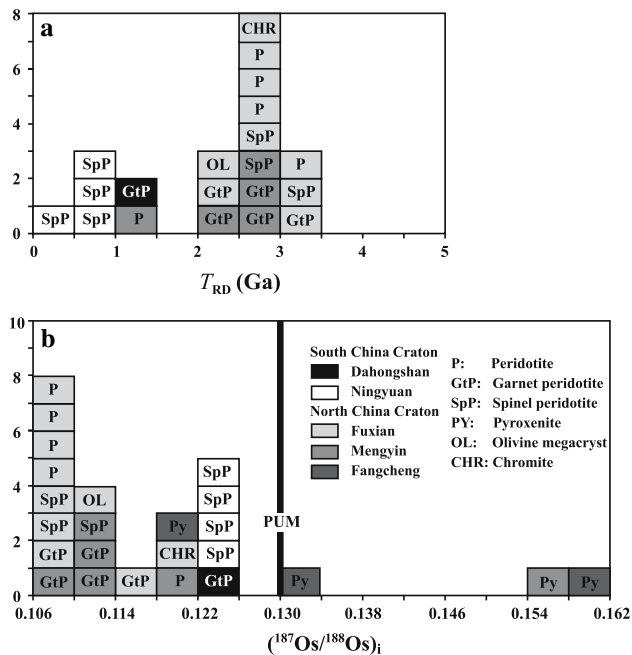 a
8
CHR
6
P
P
4
P
SpP
SpP OL SpP P
2
SpP GtP GtP GtP SpP
SpP SpP P GtP GtP GtP
0
0 1 2 3 4 5
TRD (Ga)
b
10
8
P
P
6
P
P SpP
4
SpP OL SpP
SpP SpP Py SpP
2
GtP GtP CHR SpP
GtP GtP GtP P GtP Py Py Py
0
PUM
South China Craton
Dahongshan
Ningyuan
North China Craton
Fuxian
Mengyin
Fangcheng
P: Peridotite
GtP: Garnet peridotite
SpP: Spinel peridotite
PY: Pyroxenite
OL: Olivine megacryst
CHR: Chromite
0.106 0.114 0.122 0.130 0.138 0.146 0.154 0.162
(¹⁸⁷Os/¹⁸⁸Os)ᵢ